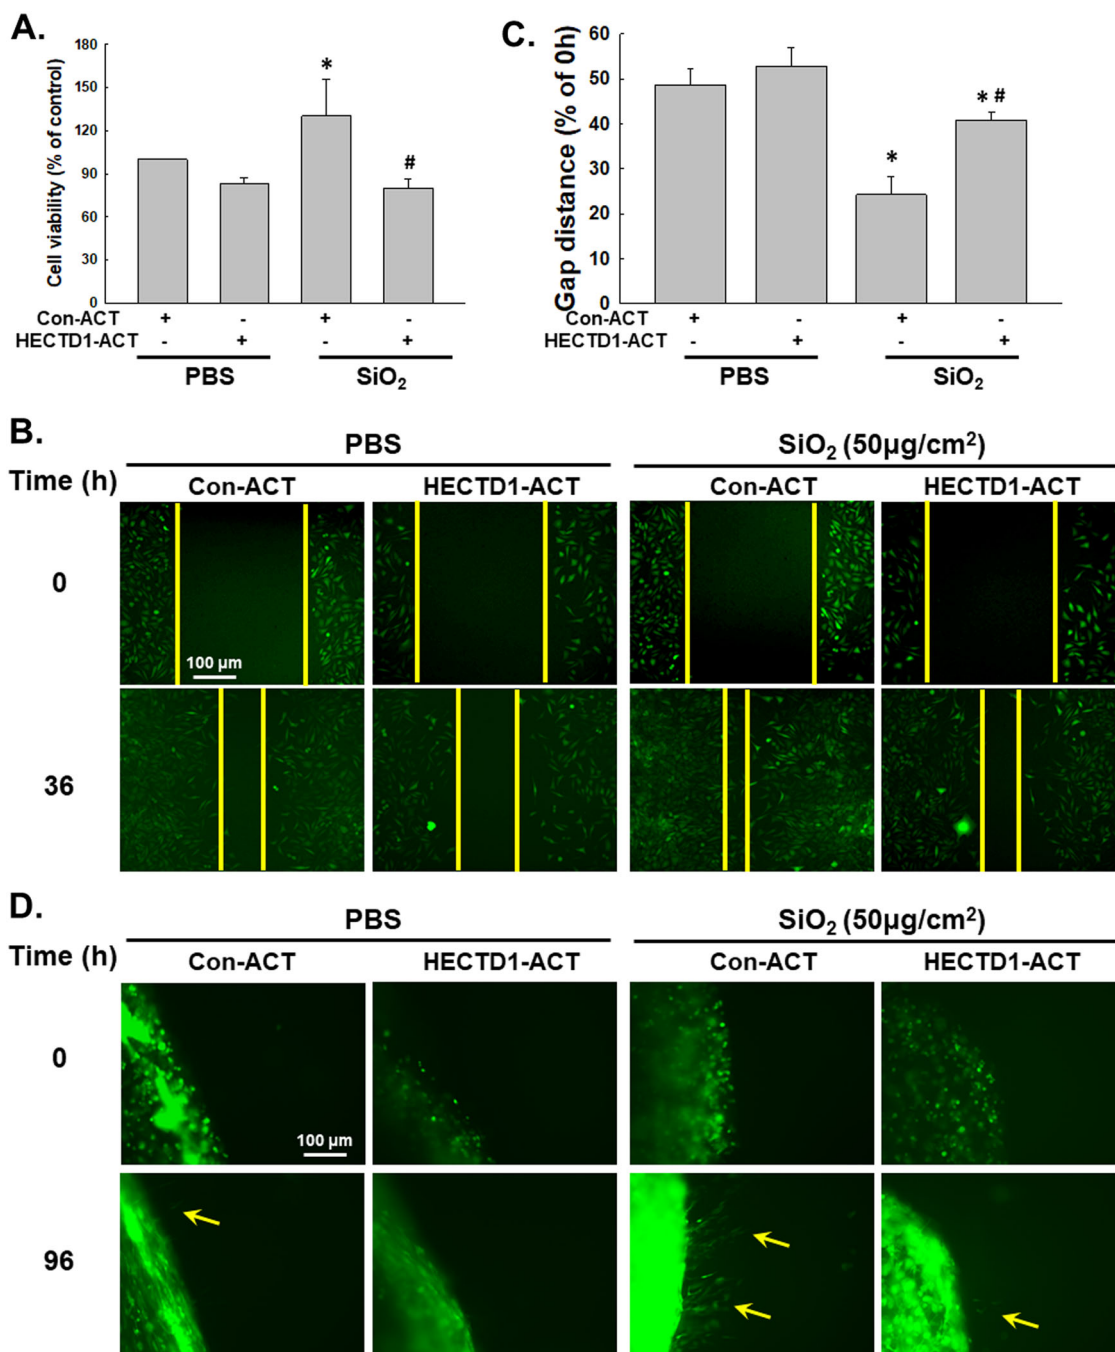 A.
Cell viability (% of control)
180
150
120
90
60
30
0
*
#
Con-ACT + - + -
HECTD1-ACT - + - +
PBS SiO₂
C.
Gap distance (% of 0h)
60
50
40
30
20
10
0
*
* #
Con-ACT + - + -
HECTD1-ACT - + - +
PBS SiO₂
B.
PBS SiO₂ (50µg/cm²)
Time (h) Con-ACT HECTD1-ACT Con-ACT HECTD1-ACT
0
100 µm
36
D.
PBS SiO₂ (50µg/cm²)
Time (h) Con-ACT HECTD1-ACT Con-ACT HECTD1-ACT
0
100 µm
96